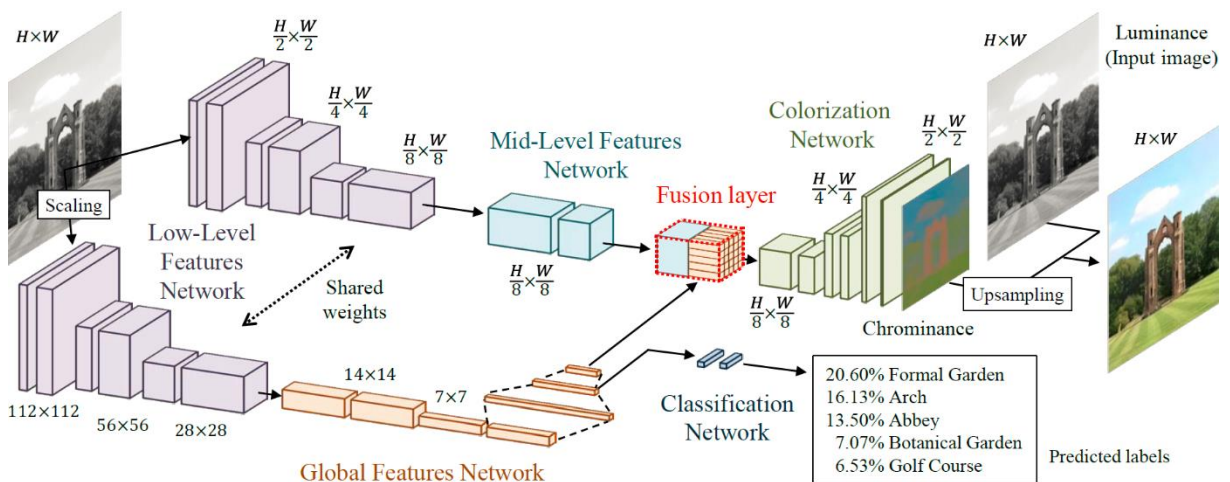 H×W
Scaling
H/2 × W/2
H/4 × W/4
H/8 × W/8
Low-Level
Features
Network
Shared
weights
112×112
56×56
28×28
Mid-Level Features
Network
H/8 × W/8
14×14
7×7
Global Features Network
Fusion layer
Colorization
Network
H/8 × W/8
H/4 × W/4
H/2 × W/2
Chrominance
Classification
Network
H×W
Luminance
(Input image)
Upsampling
H×W
20.60% Formal Garden
16.13% Arch
13.50% Abbey
7.07% Botanical Garden
6.53% Golf Course
Predicted labels